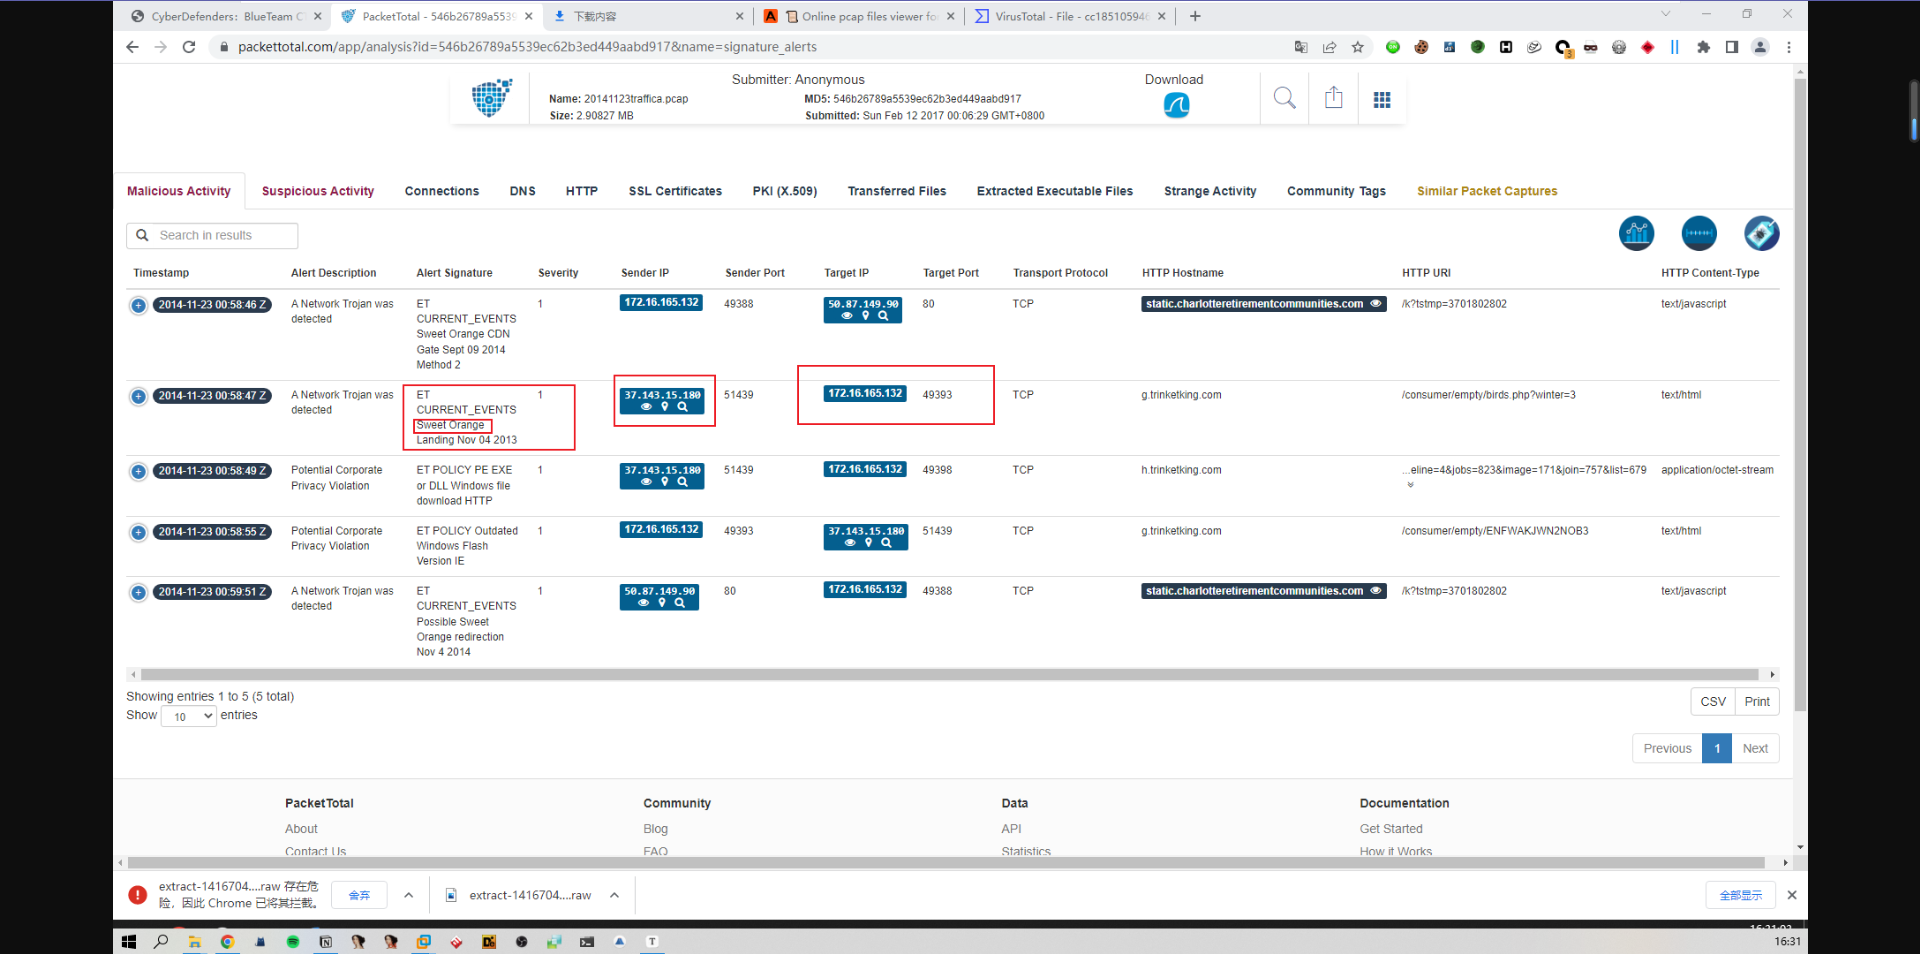 CyberDefenders: BlueTeam C
PacketTotal - 546b26789a5539
下载内容
Online pcap files viewer for
VirusTotal - File - cc18510594
packettotal.com/app/analysis?id=546b26789a5539ec62b3ed449aabd917&name=signature_alerts
Submitter: Anonymous
Download
Name: 20141123traffica.pcap
MD5: 546b26789a5539ec62b3ed449aabd917
Size: 2.90827 MB
Submitted: Sun Feb 12 2017 00:06:29 GMT+0800
Malicious Activity
Suspicious Activity
Connections
DNS
HTTP
SSL Certificates
PKI (X.509)
Transferred Files
Extracted Executable Files
Strange Activity
Community Tags
Similar Packet Captures
Search in results
Timestamp
Alert Description
Alert Signature
Severity
Sender IP
Sender Port
Target IP
Target Port
Transport Protocol
HTTP Hostname
HTTP URI
HTTP Content-Type
2014-11-23 00:58:46 Z
A Network Trojan was
detected
ET
CURRENT_EVENTS
Sweet Orange CDN
Gate Sept 09 2014
Method 2
1
172.16.165.132
49388
50.87.149.90
80
TCP
static.charlotteretirementcommunities.com
/k?tstmp=3701802802
text/javascript
2014-11-23 00:58:47 Z
A Network Trojan was
detected
ET
CURRENT_EVENTS
Sweet Orange
Landing Nov 04 2013
1
37.143.15.180
51439
172.16.165.132
49393
TCP
g.trinketking.com
/consumer/empty/birds.php?winter=3
text/html
2014-11-23 00:58:49 Z
Potential Corporate
Privacy Violation
ET POLICY PE EXE
or DLL Windows file
download HTTP
1
37.143.15.180
51439
172.16.165.132
49398
TCP
h.trinketking.com
...eline=4&jobs=823&image=171&join=757&list=679
application/octet-stream
2014-11-23 00:58:55 Z
Potential Corporate
Privacy Violation
ET POLICY Outdated
Windows Flash
Version IE
1
172.16.165.132
49393
37.143.15.180
51439
TCP
g.trinketking.com
/consumer/empty/ENFWAKJWN2NOB3
text/html
2014-11-23 00:59:51 Z
A Network Trojan was
detected
ET
CURRENT_EVENTS
Possible Sweet
Orange redirection
Nov 4 2014
1
50.87.149.90
80
172.16.165.132
49388
TCP
static.charlotteretirementcommunities.com
/k?tstmp=3701802802
text/javascript
Showing entries 1 to 5 (5 total)
Show 10 entries
CSV
Print
Previous
1
Next
PacketTotal
Community
Data
Documentation
About
Blog
API
Get Started
Contact Us
FAQ
Statistics
How it Works
extract-1416704....raw 存在危
险，因此 Chrome 已将其拦截。
舍弃
extract-1416704....raw
全部显示
16:31